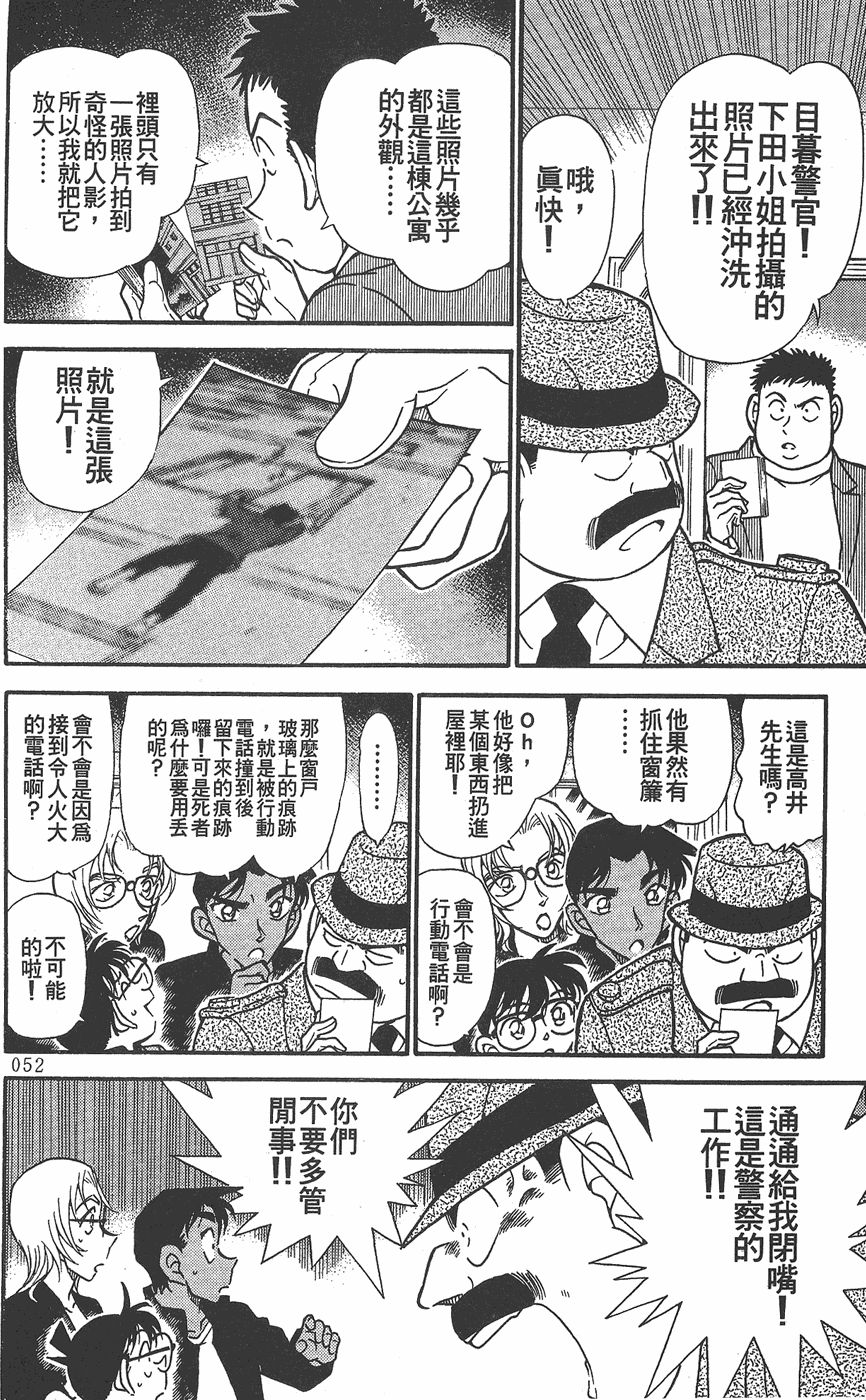 目暮警官！
下田小姐拍攝的
照片已經沖洗
出來了!!
哦，
眞快！
這些照片幾乎
都是這棟公寓
的外觀……
裡頭只有
一張照片拍到
奇怪的人影，
所以我就把它
放大……
就是這張
照片！
這是高井
先生嗎？
他果然有
抓住窗簾
……
Oh，
他好像把
某個東西扔進
屋裡耶！
會不會是
行動電話啊？
………
那麼窗戶
玻璃上的痕跡
，就是被行動
電話撞到後
留下來的痕跡
囉！可是死者
爲什麼要用丟
的呢？
會不會是因爲
接到令人火大
的電話啊？
不可能
的啦！
052
通通給我閉嘴！
這是警察的
工作!!
你們
不要多管
閒事!!